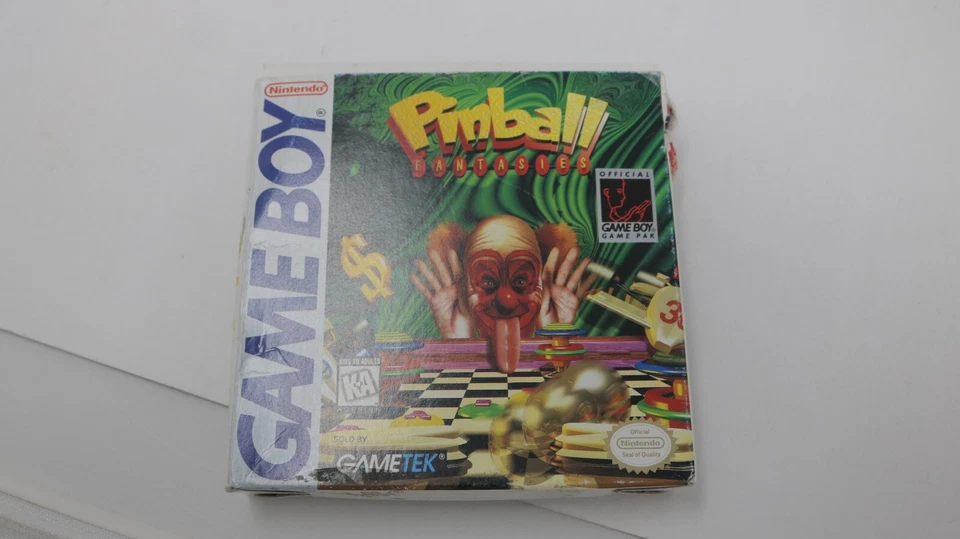 Nintendo®
GAME BOY®
Pinball
FANTASIES
OFFICIAL
GAME BOY
GAME PAK
$
KIDS TO ADULTS
KA
SOLD BY
GAMETEK®
Official
Nintendo
Seal of Quality